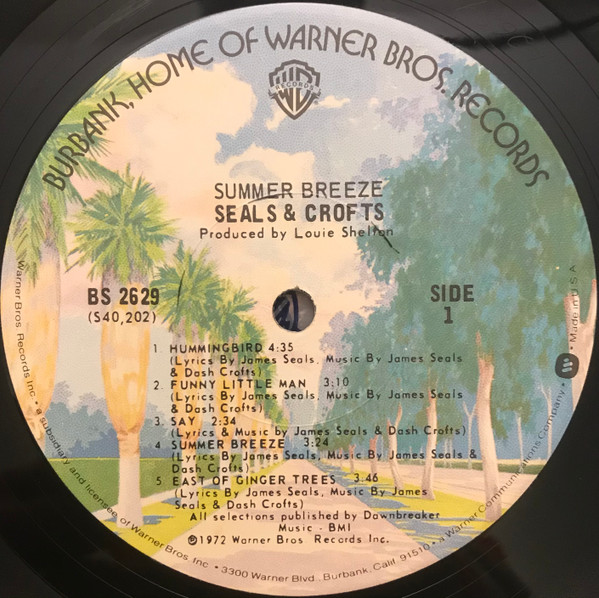 BURBANK, HOME OF WARNER BROS. RECORDS
W
RECORDS
SUMMER BREEZE
SEALS & CROFTS
Produced by Louie Shelton
BS 2629
(S40,202)
SIDE
1
1. HUMMINGBIRD 4:35
(Lyrics By James Seals, Music By James Seals
& Dash Crofts)
2. FUNNY LITTLE MAN 3:10
(Lyrics By James Seals, Music By James Seals
& Dash Crofts)
3. SAY 2:34
(Lyrics & Music by James Seals & Dash Crofts)
4 SUMMER BREEZE 3:24
(Lyrics By James Seals, Music By James Seals &
Dash Crofts)
5 EAST OF GINGER TREES 3:46
(Lyrics By James Seals, Music By James
Seals & Dash Crofts)
All selections published by Dawnbreaker
Music - BMI
℗1972 Warner Bros. Records Inc.
Warner Bros. Records Inc. • a subsidiary and licensee of Warner Bros. Inc. • 3300 Warner Blvd., Burbank, Calif. 91510 • a Warner Communications Company • Made in U.S.A.